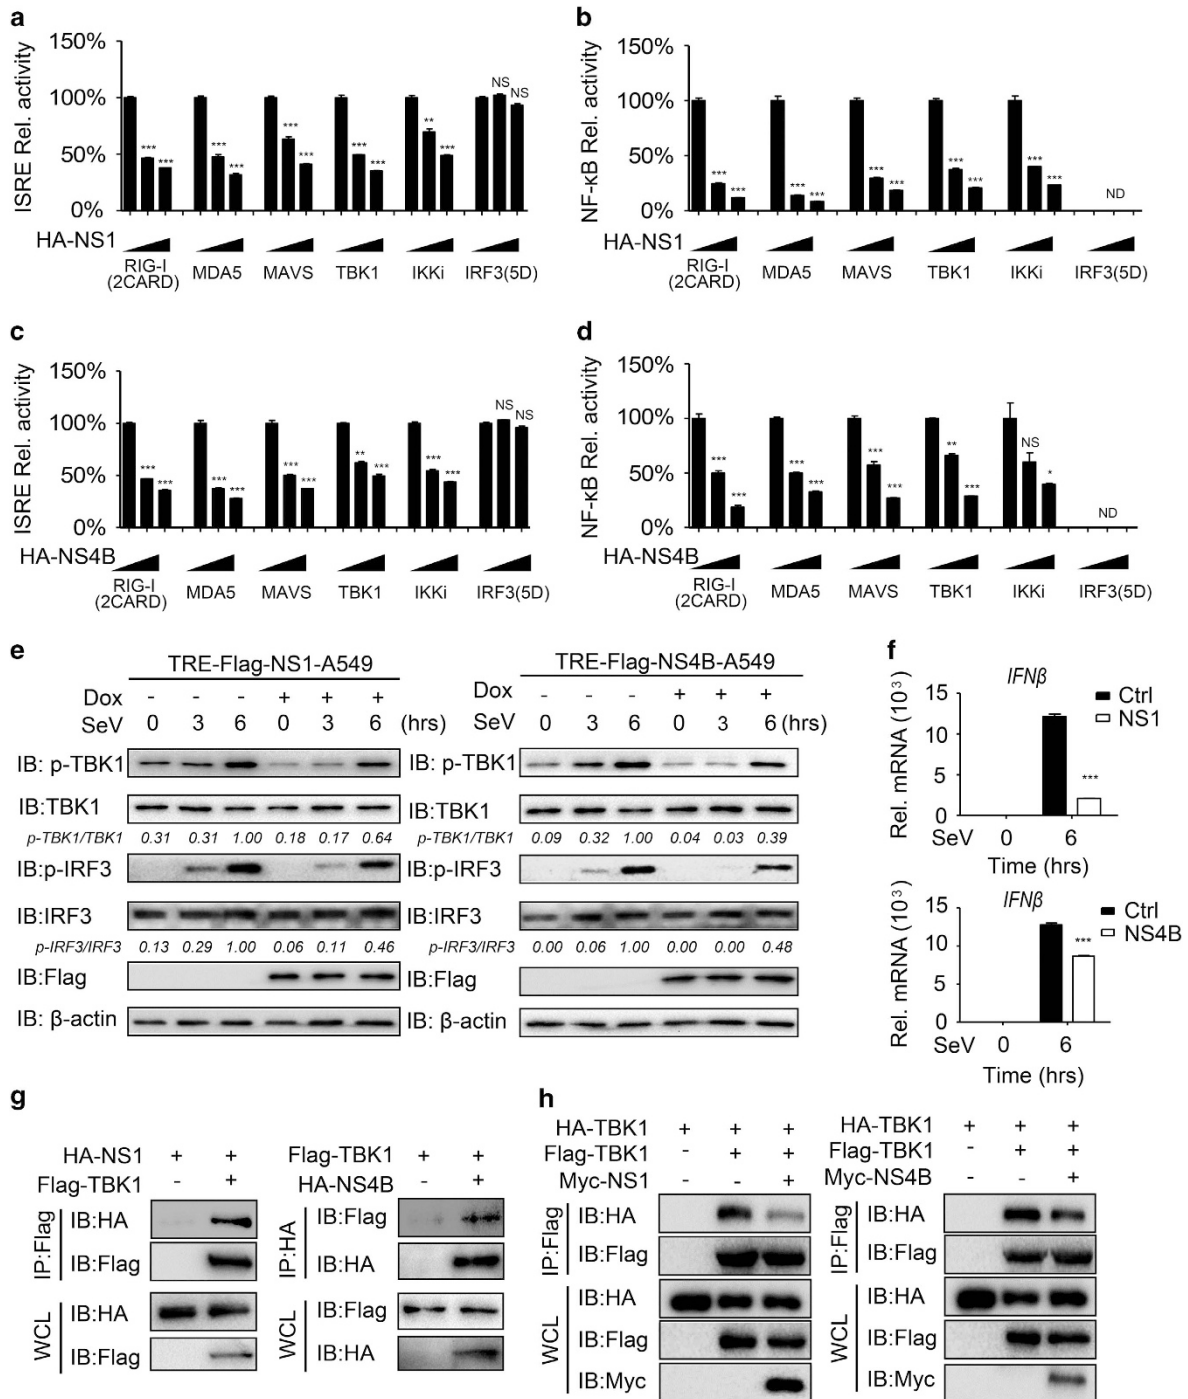 a
150%
100%
50%
0%
ISRE Rel. activity
*** *** *** *** *** *** *** *** ** *** NS NS
HA-NS1
RIG-I (2CARD) MDA5 MAVS TBK1 IKKi IRF3(5D)
b
150%
100%
50%
0%
NF-κB Rel. activity
*** *** *** *** *** *** *** *** *** *** ND
HA-NS1
RIG-I (2CARD) MDA5 MAVS TBK1 IKKi IRF3(5D)
c
150%
100%
50%
0%
ISRE Rel. activity
*** *** *** *** *** *** ** *** *** *** NS NS
HA-NS4B
RIG-I (2CARD) MDA5 MAVS TBK1 IKKi IRF3(5D)
d
150%
100%
50%
0%
NF-κB Rel. activity
*** *** *** *** *** *** ** *** NS * ND
HA-NS4B
RIG-I (2CARD) MDA5 MAVS TBK1 IKKi IRF3(5D)
e
TRE-Flag-NS1-A549
Dox - - - + + +
SeV 0 3 6 0 3 6 (hrs)
IB: p-TBK1
IB:TBK1
p-TBK1/TBK1 0.31 0.31 1.00 0.18 0.17 0.64
IB:p-IRF3
IB:IRF3
p-IRF3/IRF3 0.13 0.29 1.00 0.06 0.11 0.46
IB:Flag
IB: β-actin
TRE-Flag-NS4B-A549
Dox - - - + + +
SeV 0 3 6 0 3 6 (hrs)
IB: p-TBK1
IB:TBK1
p-TBK1/TBK1 0.09 0.32 1.00 0.04 0.03 0.39
IB:p-IRF3
IB:IRF3
p-IRF3/IRF3 0.00 0.06 1.00 0.00 0.00 0.48
IB:Flag
IB: β-actin
f
IFNβ
Rel. mRNA (10³)
15
10
5
0
Ctrl
NS1
***
SeV 0 6
Time (hrs)
IFNβ
Rel. mRNA (10³)
15
10
5
0
Ctrl
NS4B
***
SeV 0 6
Time (hrs)
g
HA-NS1 + +
Flag-TBK1 - +
IP:Flag
IB:HA
IB:Flag
WCL
IB:HA
IB:Flag
Flag-TBK1 + +
HA-NS4B - +
IP:HA
IB:Flag
IB:HA
WCL
IB:Flag
IB:HA
h
HA-TBK1 + + +
Flag-TBK1 - + +
Myc-NS1 - - +
IP:Flag
IB:HA
IB:Flag
WCL
IB:HA
IB:Flag
IB:Myc
HA-TBK1 + + +
Flag-TBK1 - + +
Myc-NS4B - - +
IP:Flag
IB:HA
IB:Flag
WCL
IB:HA
IB:Flag
IB:Myc